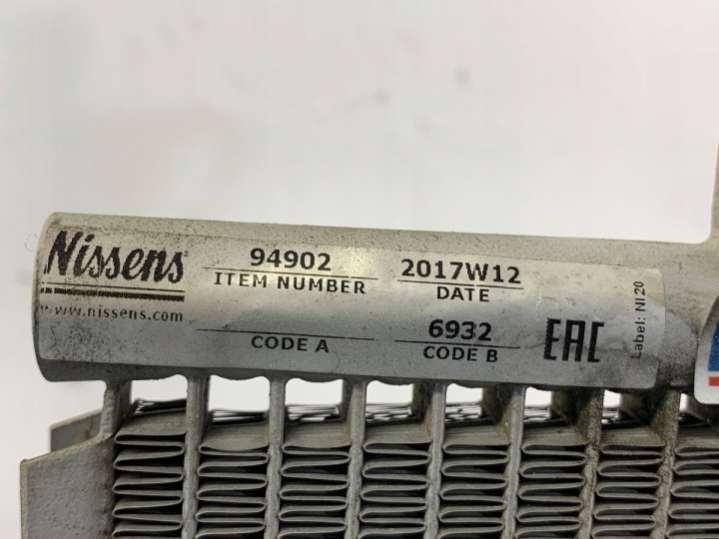 Nissens
www.nissens.com
94902
ITEM NUMBER
2017W12
DATE
CODE A
6932
CODE B
EAC
Label: NI 20